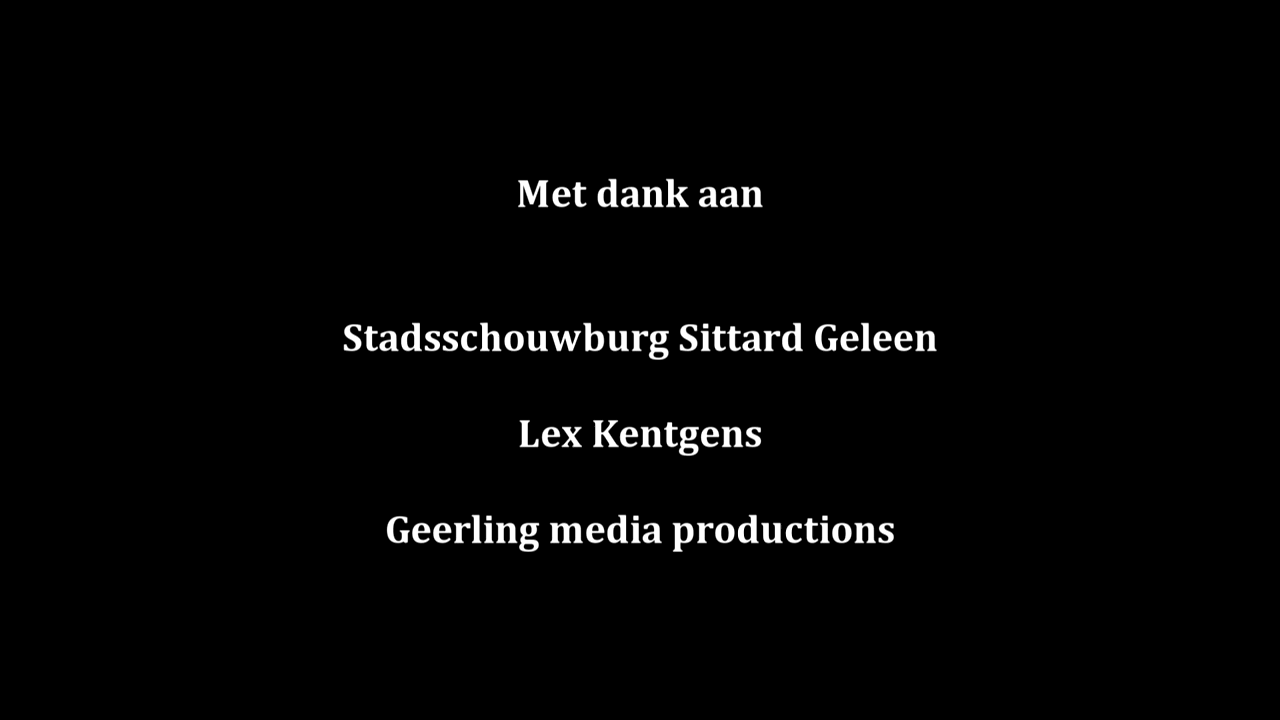 Met dank aan
Stadsschouwburg Sittard Geleen
Lex Kentgens
Geerling media productions